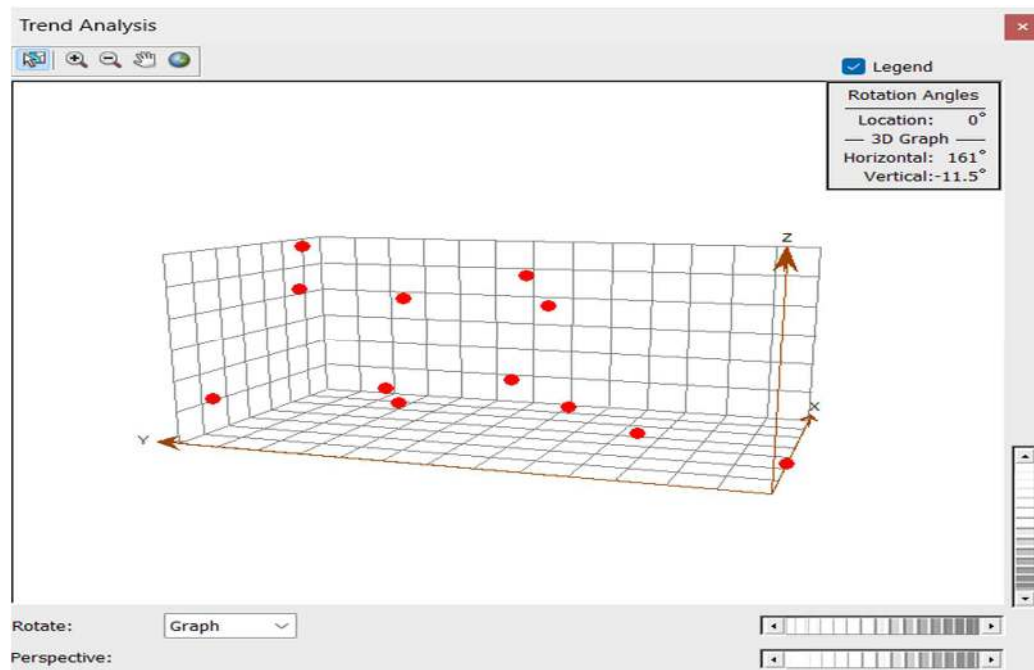 Trend Analysis
Legend
Rotation Angles
Location: 0°
3D Graph
Horizontal: 161°
Vertical:-11.5°
Z
X
Y
Rotate: Graph
Perspective: